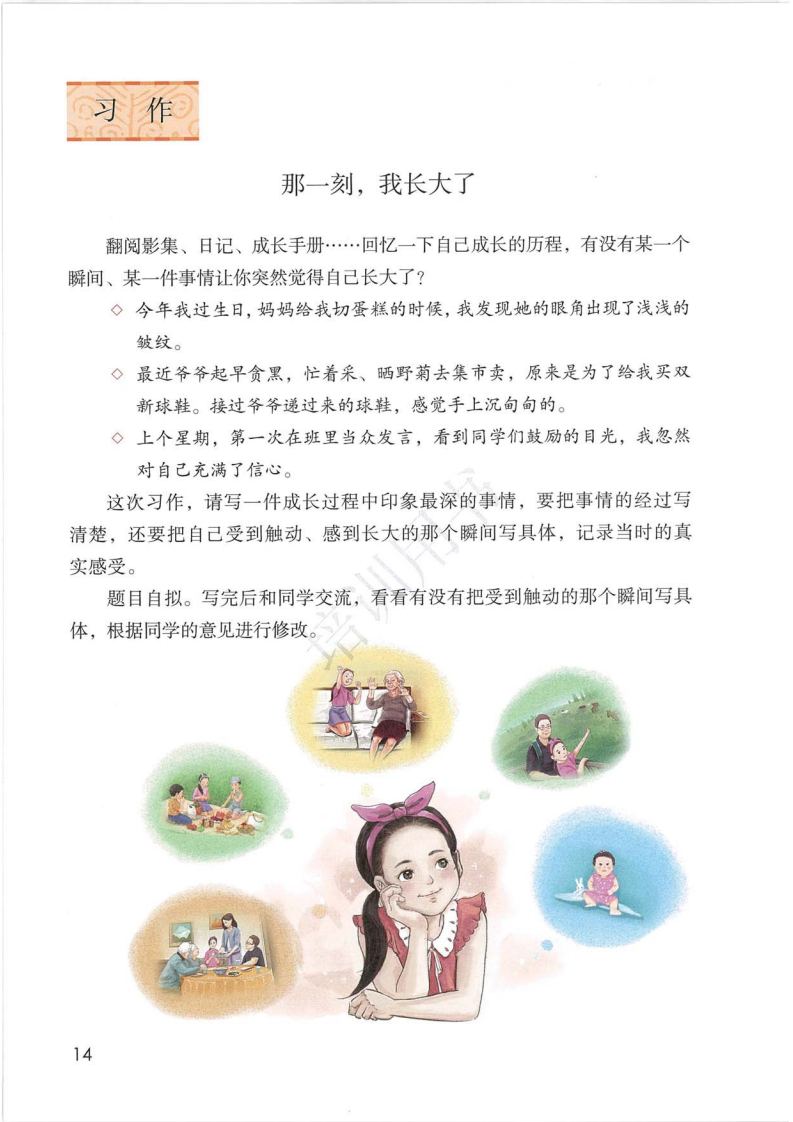 习 作
那一刻，我长大了
翻阅影集、日记、成长手册……回忆一下自己成长的历程，有没有某一个
瞬间、某一件事情让你突然觉得自己长大了？
◇ 今年我过生日，妈妈给我切蛋糕的时候，我发现她的眼角出现了浅浅的
皱纹。
◇ 最近爷爷起早贪黑，忙着采、晒野菊去集市卖，原来是为了给我买双
新球鞋。接过爷爷递过来的球鞋，感觉手上沉甸甸的。
◇ 上个星期，第一次在班里当众发言，看到同学们鼓励的目光，我忽然
对自己充满了信心。
这次习作，请写一件成长过程中印象最深的事情，要把事情的经过写
清楚，还要把自己受到触动、感到长大的那个瞬间写具体，记录当时的真
实感受。
题目自拟。写完后和同学交流，看看有没有把受到触动的那个瞬间写具
体，根据同学的意见进行修改。
培训用书
14